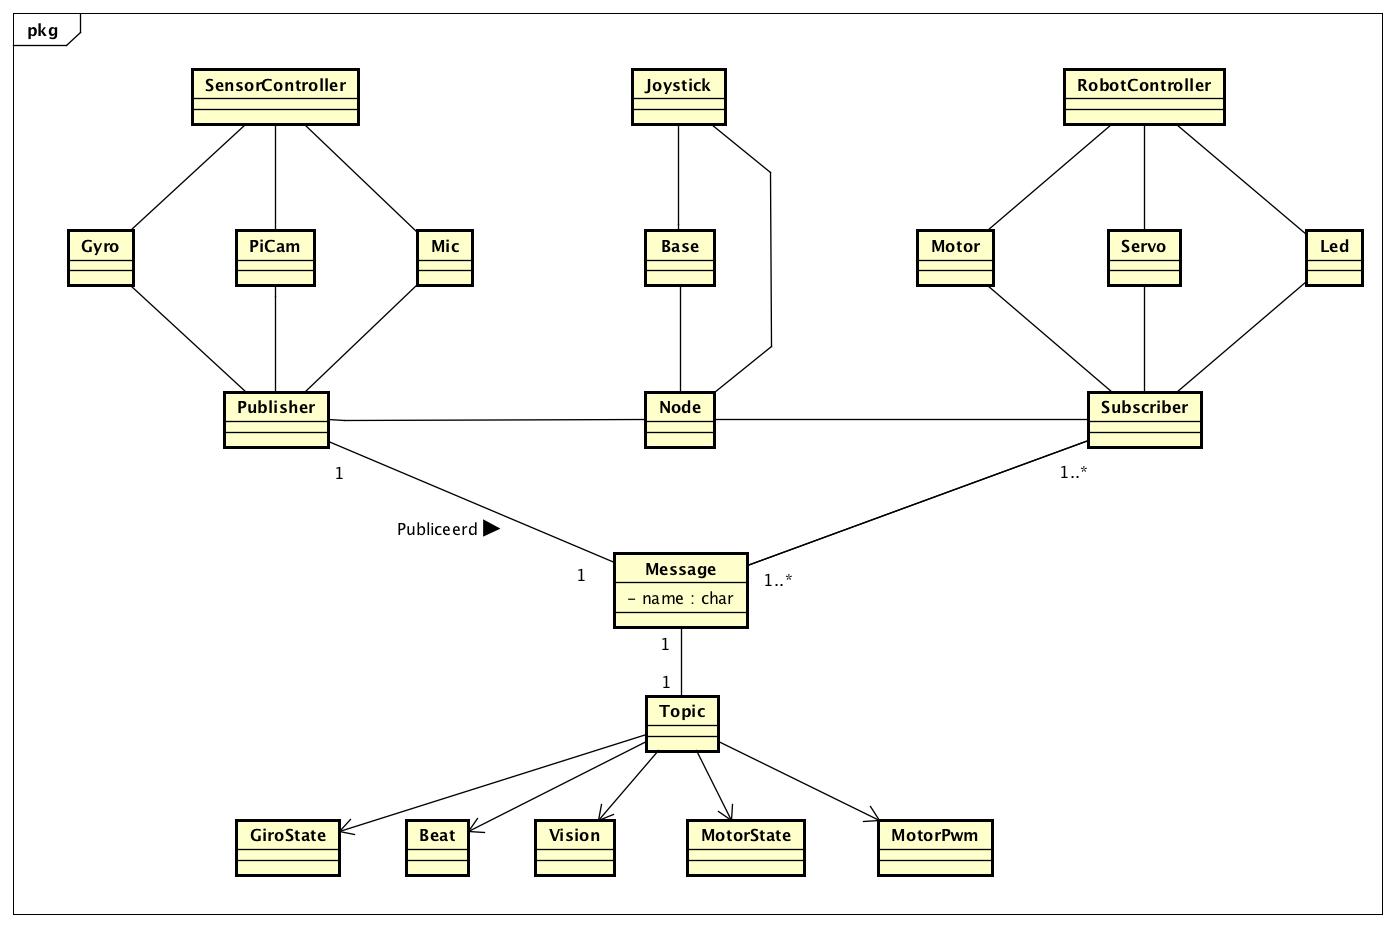 pkg
SensorController
Joystick
RobotController
Gyro
PiCam
Mic
Base
Motor
Servo
Led
Publisher
Node
Subscriber
1
1..*
Publiceerd
1
1..*
Message
- name : char
1
1
Topic
GiroState
Beat
Vision
MotorState
MotorPwm